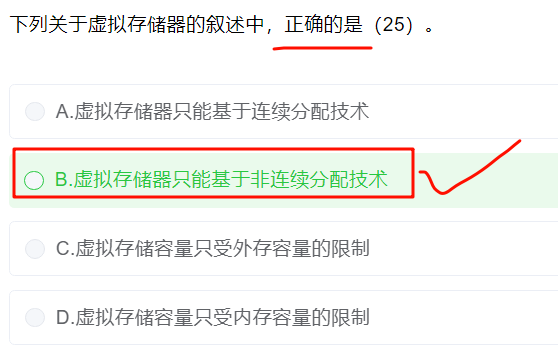 下列关于虚拟存储器的叙述中，正确的是（25）。
A.虚拟存储器只能基于连续分配技术
B.虚拟存储器只能基于非连续分配技术
C.虚拟存储容量只受外存容量的限制
D.虚拟存储容量只受内存容量的限制